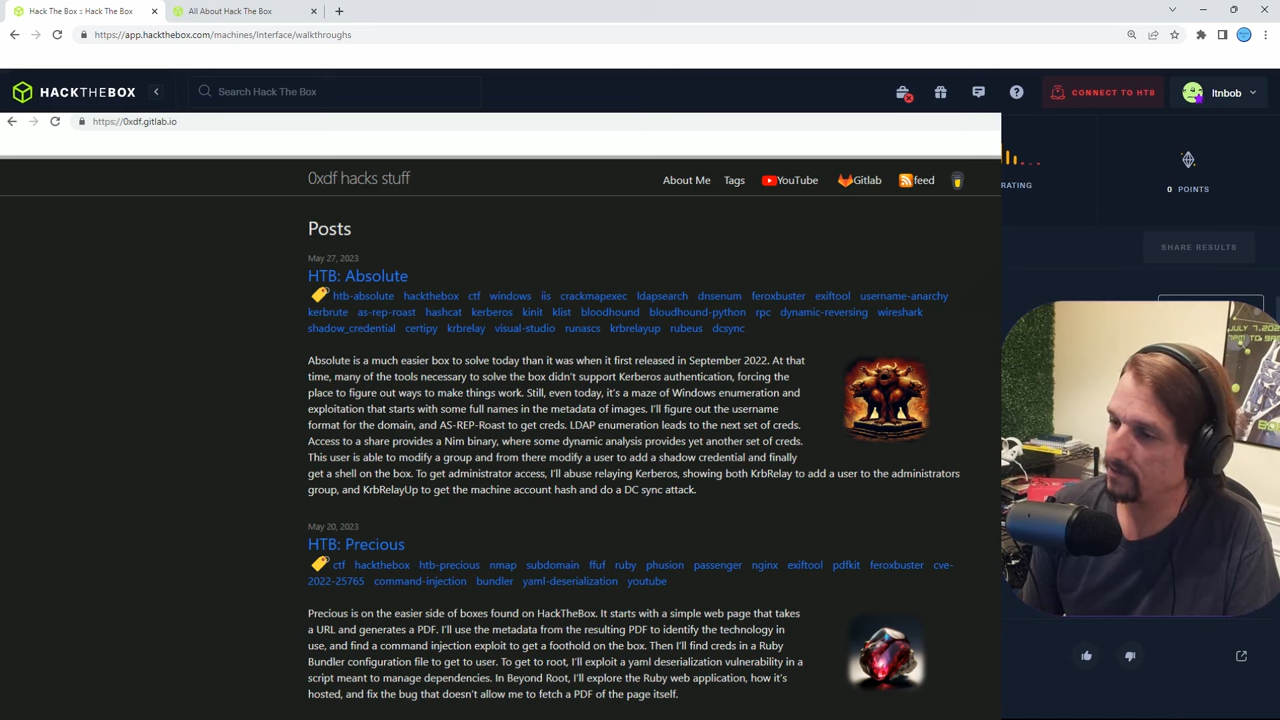 Hack The Box :: Hack The Box
All About Hack The Box
https://app.hackthebox.com/machines/Interface/walkthroughs
HACKTHEBOX
Search Hack The Box
CONNECT TO HTB
ltnbob
https://0xdf.gitlab.io
RATING
0 POINTS
SHARE RESULTS
0xdf hacks stuff
About Me
Tags
YouTube
Gitlab
feed
Posts
May 27, 2023
HTB: Absolute
htb-absolute hackthebox ctf windows iis crackmapexec ldapsearch dnsenum feroxbuster exiftool username-anarchy
kerbrute as-rep-roast hashcat kerberos kinit klist bloodhound bloudhound-python rpc dynamic-reversing wireshark
shadow_credential certipy krbrelay visual-studio runascs krbrelayup rubeus dcsync
Absolute is a much easier box to solve today than it was when it first released in September 2022. At that
time, many of the tools necessary to solve the box didn't support Kerberos authentication, forcing the
place to figure out ways to make things work. Still, even today, it's a maze of Windows enumeration and
exploitation that starts with some full names in the metadata of images. I'll figure out the username
format for the domain, and AS-REP-Roast to get creds. LDAP enumeration leads to the next set of creds.
Access to a share provides a Nim binary, where some dynamic analysis provides yet another set of creds.
This user is able to modify a group and from there modify a user to add a shadow credential and finally
get a shell on the box. To get administrator access, I'll abuse relaying Kerberos, showing both KrbRelay to add a user to the administrators
group, and KrbRelayUp to get the machine account hash and do a DC sync attack.
May 20, 2023
HTB: Precious
ctf hackthebox htb-precious nmap subdomain ffuf ruby phusion passenger nginx exiftool pdfkit feroxbuster cve-
2022-25765 command-injection bundler yaml-deserialization youtube
Precious is on the easier side of boxes found on HackTheBox. It starts with a simple web page that takes
a URL and generates a PDF. I'll use the metadata from the resulting PDF to identify the technology in
use, and find a command injection exploit to get a foothold on the box. Then I'll find creds in a Ruby
Bundler configuration file to get to user. To get to root, I'll exploit a yaml deserialization vulnerability in a
script meant to manage dependencies. In Beyond Root, I'll explore the Ruby web application, how it's
hosted, and fix the bug that doesn't allow me to fetch a PDF of the page itself.